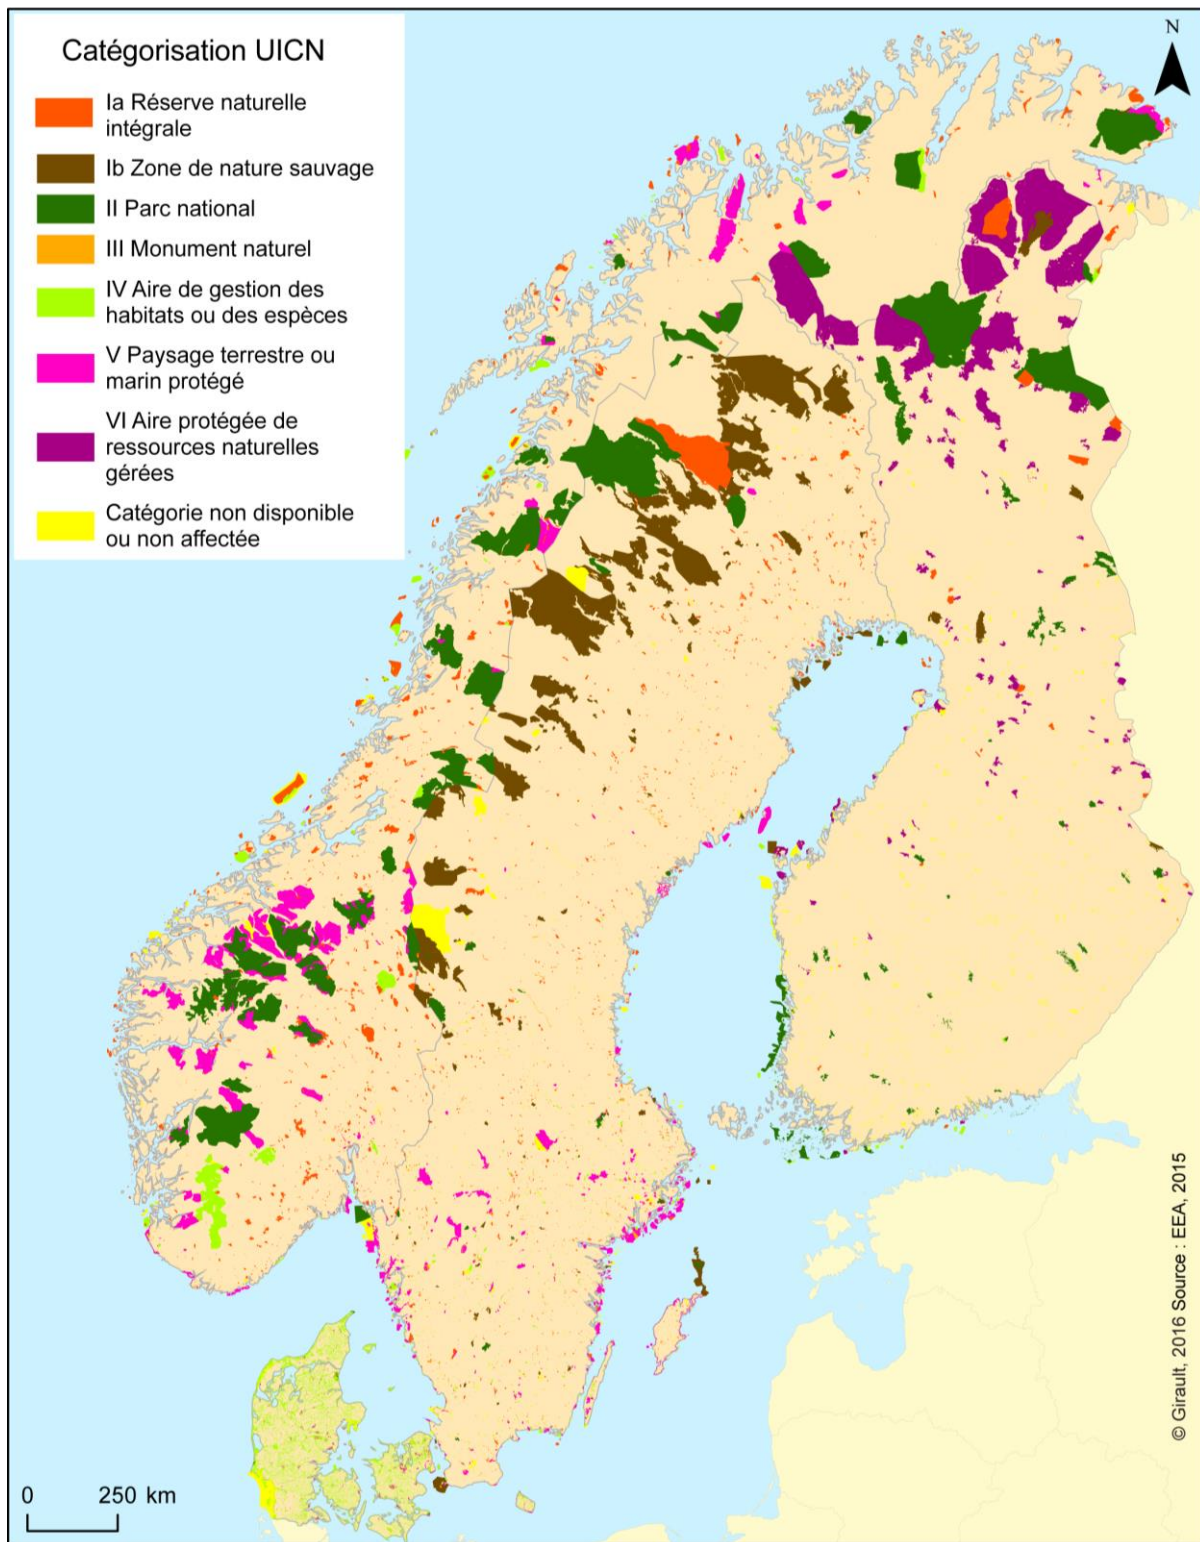 Catégorisation UICN
Ia Réserve naturelle
intégrale
Ib Zone de nature sauvage
II Parc national
III Monument naturel
IV Aire de gestion des
habitats ou des espèces
V Paysage terrestre ou
marin protégé
VI Aire protégée de
ressources naturelles
gérées
Catégorie non disponible
ou non affectée
N
0 250 km
© Girault, 2016 Source : EEA, 2015